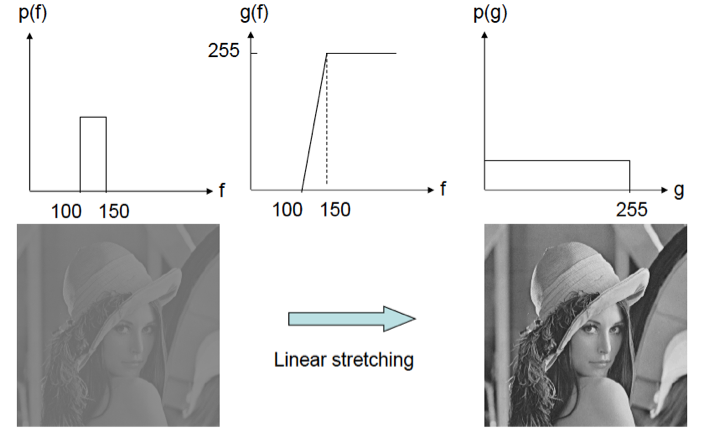 p(f)
g(f)
p(g)
255
f
f
g
100 150
100 150
255
Linear stretching